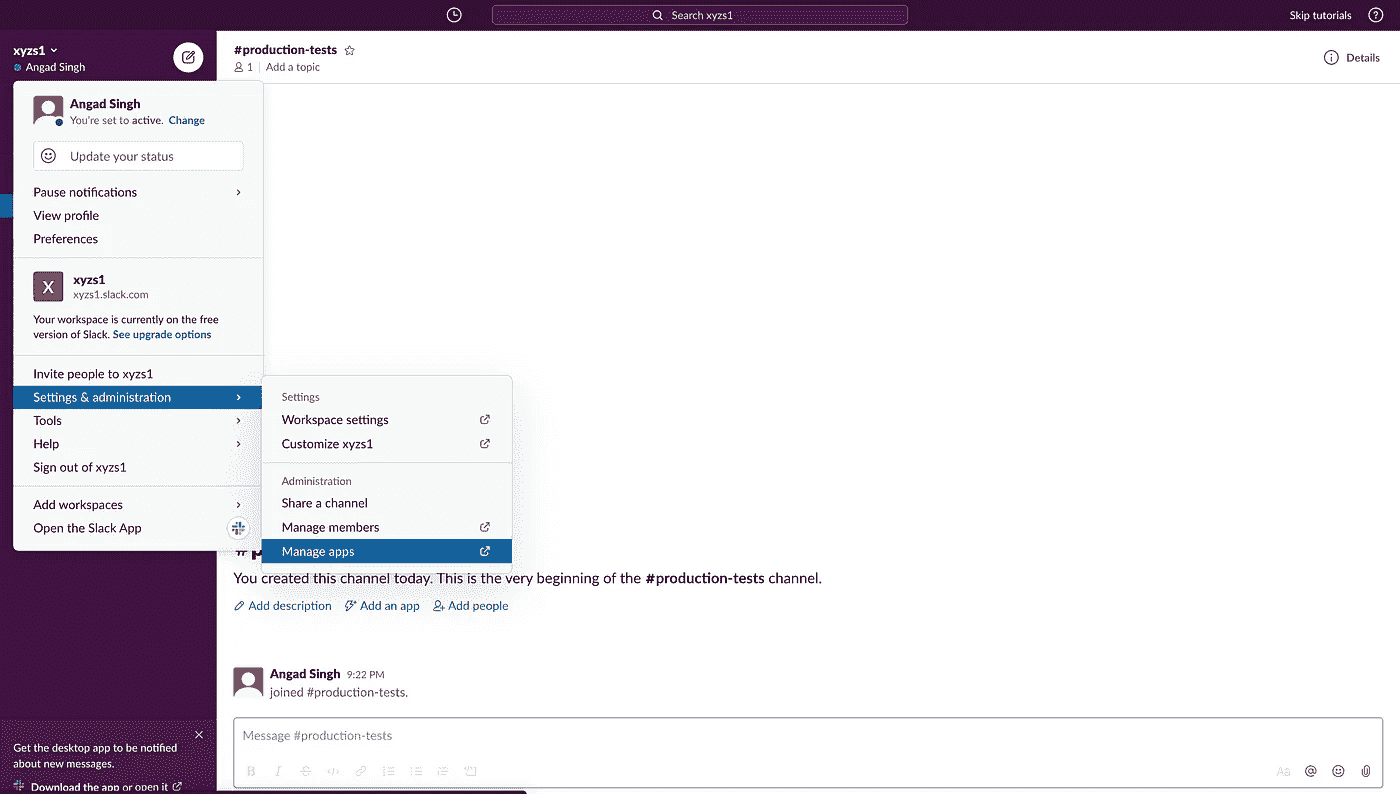 Search xyzs1
Skip tutorials
xyzs1
Angad Singh
#production-tests
1
Add a topic
Details
Angad Singh
You're set to active. Change
Update your status
Pause notifications
View profile
Preferences
X
xyzs1
xyzs1.slack.com
Your workspace is currently on the free
version of Slack. See upgrade options
Invite people to xyzs1
Settings & administration
Tools
Help
Sign out of xyzs1
Add workspaces
Open the Slack App
Settings
Workspace settings
Customize xyzs1
Administration
Share a channel
Manage members
Manage apps
You created this channel today. This is the very beginning of the #production-tests channel.
Add description
Add an app
Add people
Angad Singh 9:22 PM
joined #production-tests.
Message #production-tests
Aa
Get the desktop app to be notified
about new messages.
Download the app or open it